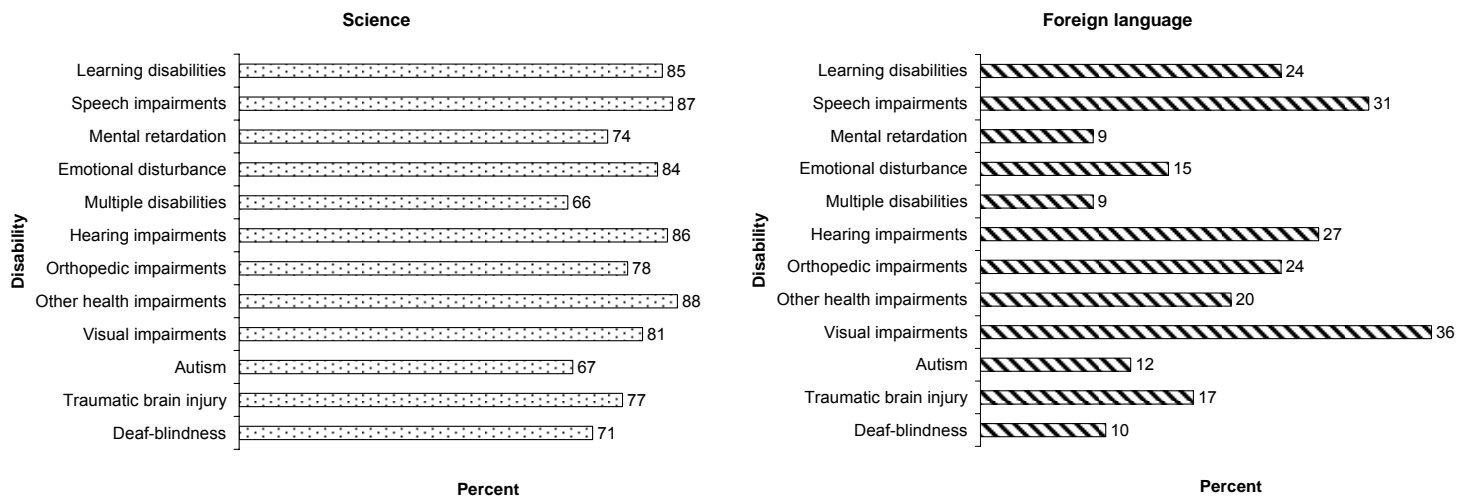 Science
Disability
Learning disabilities 85
Speech impairments 87
Mental retardation 74
Emotional disturbance 84
Multiple disabilities 66
Hearing impairments 86
Orthopedic impairments 78
Other health impairments 88
Visual impairments 81
Autism 67
Traumatic brain injury 77
Deaf-blindness 71
Percent
Foreign language
Disability
Learning disabilities 24
Speech impairments 31
Mental retardation 9
Emotional disturbance 15
Multiple disabilities 9
Hearing impairments 27
Orthopedic impairments 24
Other health impairments 20
Visual impairments 36
Autism 12
Traumatic brain injury 17
Deaf-blindness 10
Percent